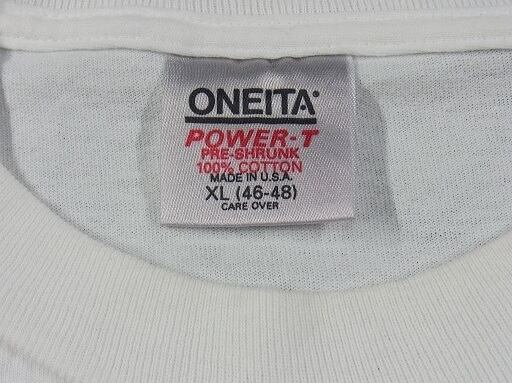 ONEITA®
POWER-T
PRE-SHRUNK
100% COTTON
MADE IN U.S.A.
XL (46-48)
CARE OVER